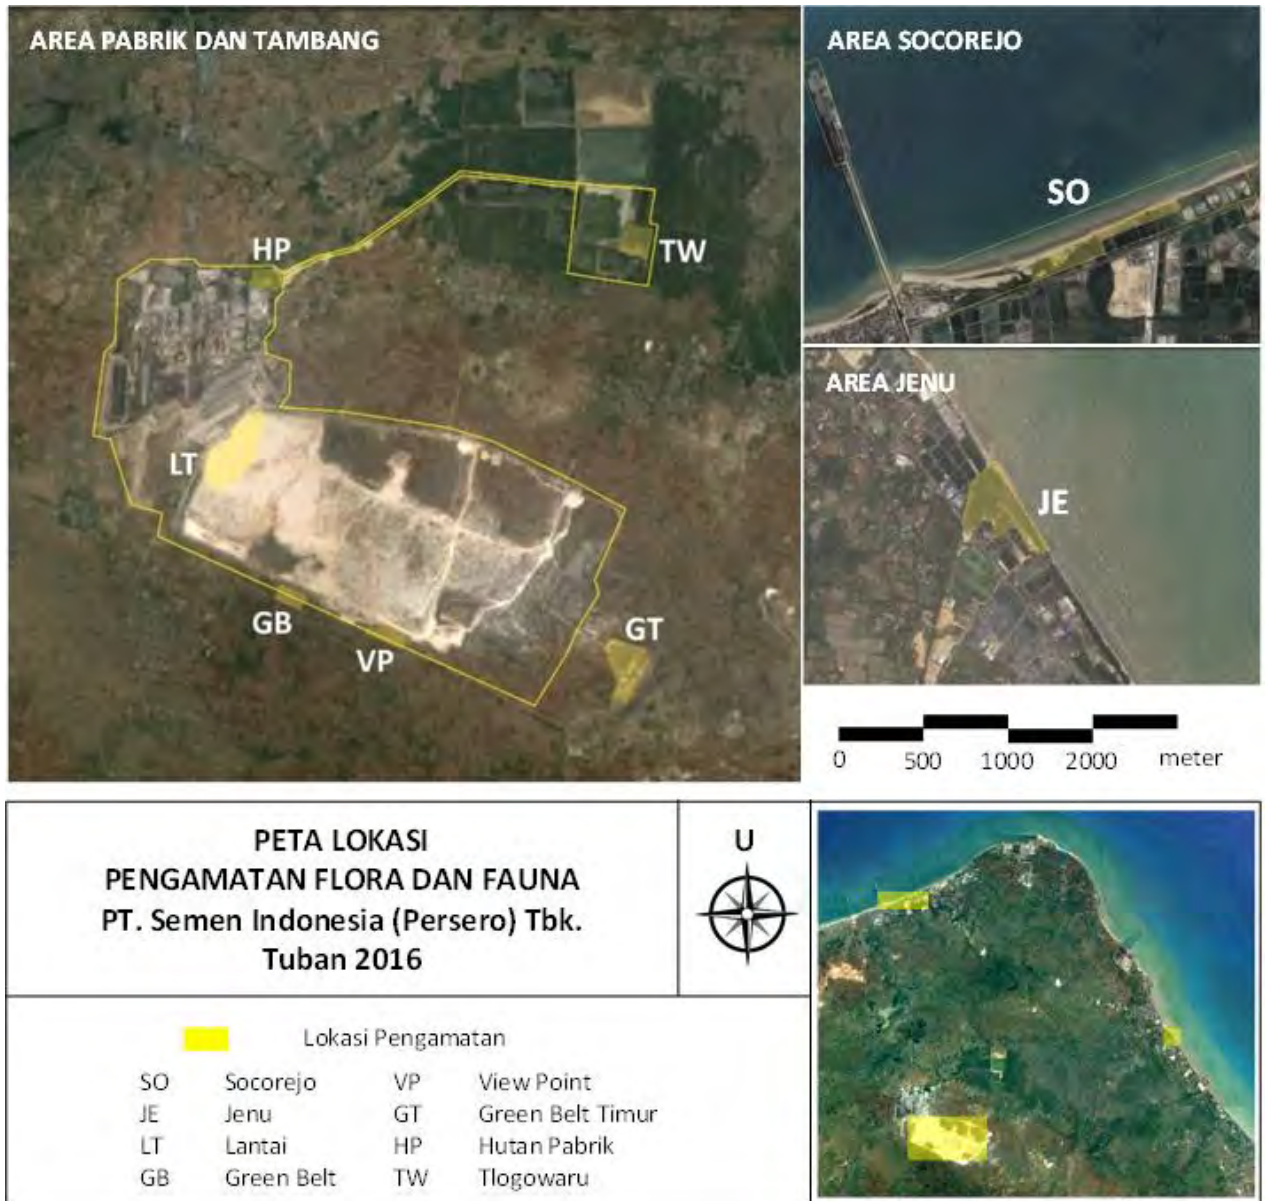 AREA PABRIK DAN TAMBANG
HP
TW
LT
GB
VP
GT
AREA SOCOREJO
SO
AREA JENU
JE
0 500 1000 2000 meter
PETA LOKASI
PENGAMATAN FLORA DAN FAUNA
PT. Semen Indonesia (Persero) Tbk.
Tuban 2016
U
Lokasi Pengamatan
SO Socorejo VP View Point
JE Jenu GT Green Belt Timur
LT Lantai HP Hutan Pabrik
GB Green Belt TW Tlogowaru